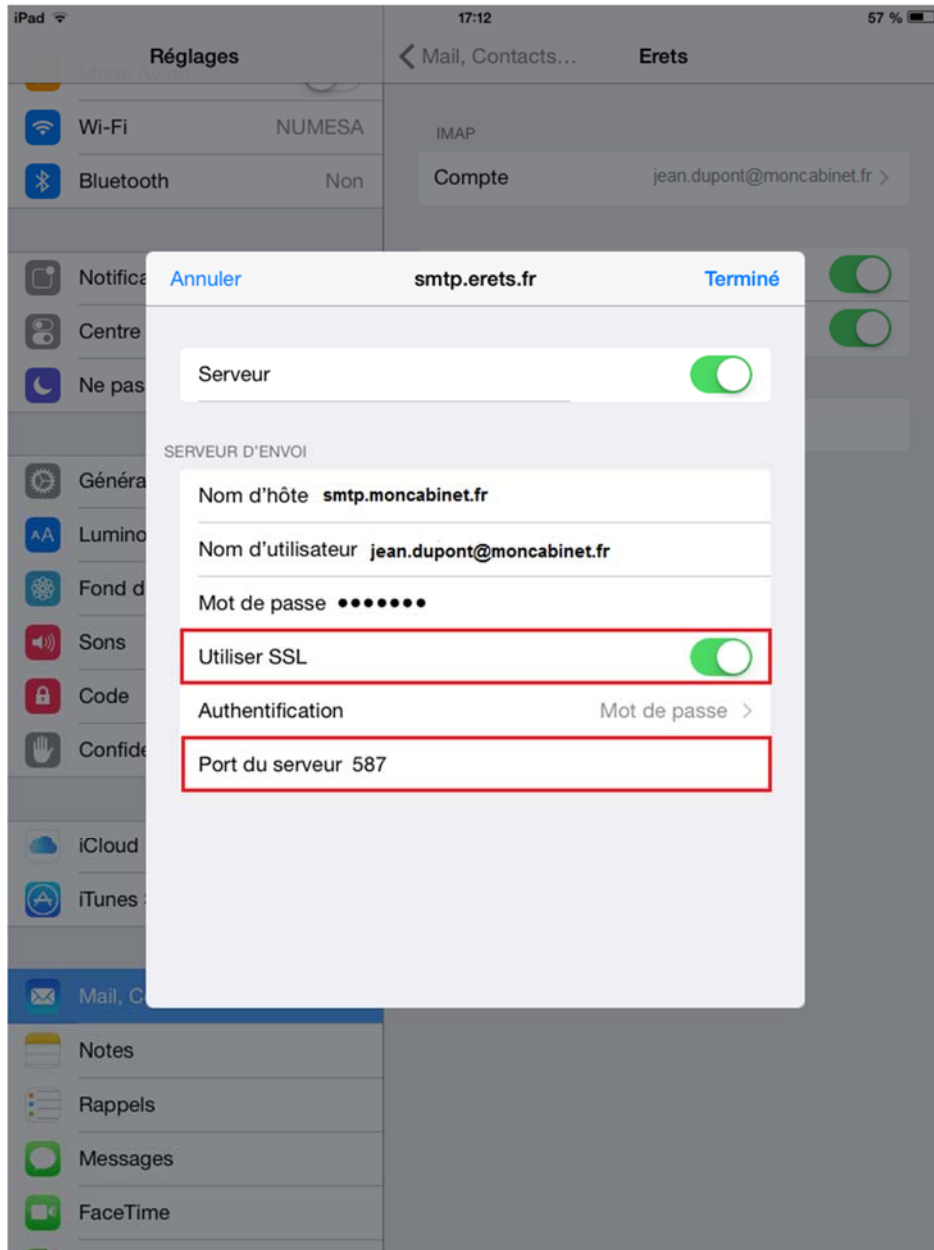 iPad 17:12 57 %
Réglages
Mail, Contacts... Erets
Mode Avion
Wi-Fi NUMESA
Bluetooth Non
IMAP
Compte jean.dupont@moncabinet.fr
Notifica
Centre
Ne pas
Généra
Lumino
Fond d
Sons
Code
Confide
iCloud
iTunes
Mail, C
Notes
Rappels
Messages
FaceTime
Annuler smtp.erets.fr Terminé
Serveur
SERVEUR D'ENVOI
Nom d'hôte smtp.moncabinet.fr
Nom d'utilisateur jean.dupont@moncabinet.fr
Mot de passe •••••••
Utiliser SSL
Authentification Mot de passe
Port du serveur 587